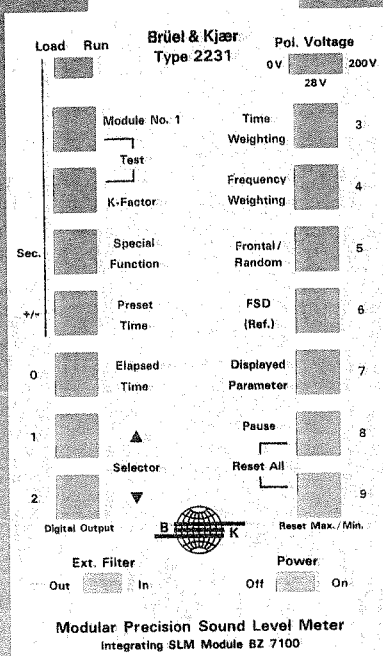 Load Run
Brüel & Kjær
Type 2231
Pol. Voltage
0V 200V
28V
Module No. 1
Test
K-Factor
Sec.
Special
Function
+/-
Preset
Time
0
Elapsed
Time
1
▲
Selector
2
▼
Digital Output
Time
Weighting
3
Frequency
Weighting
4
Frontal/
Random
5
FSD
(Ref.)
6
Displayed
Parameter
7
Pause
8
Reset All
9
Reset Max./Min.
B K
Ext. Filter
Out In
Power
Off On
Modular Precision Sound Level Meter
Integrating SLM Module BZ 7100